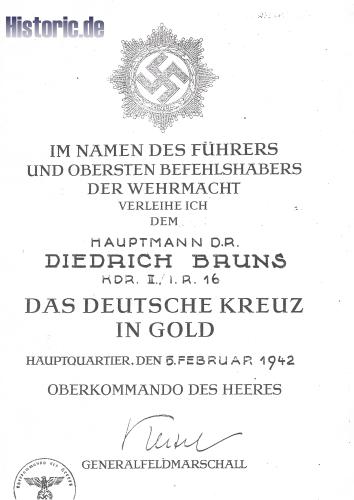 Historic.de
IM NAMEN DES FÜHRERS
UND OBERSTEN BEFEHLSHABERS
DER WEHRMACHT
VERLEIHE ICH
DEM
HAUPTMANN D.R.
DIEDRICH BRUNS
KDR. II./I.R. 16
DAS DEUTSCHE KREUZ
IN GOLD
HAUPTQUARTIER, DEN 5. FEBRUAR 1942
OBERKOMMANDO DES HEERES
GENERALFELDMARSCHALL